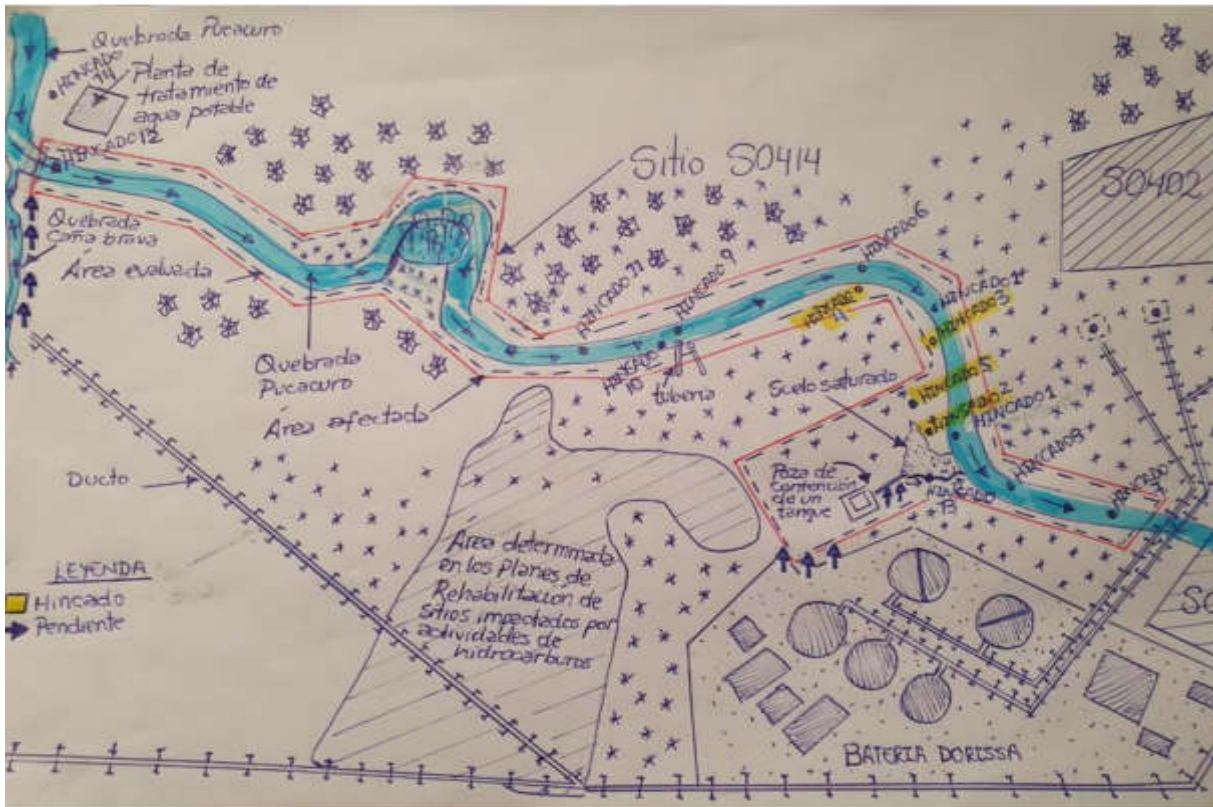 Quebrada Pucacuro
HINCADO
14
Planta de
tratamiento de
agua potable
HINCADO 12
Sitio S0414
S0402
Quebrada
Caña brava
Área evaluada
HINCADO 6
HINCADO 11
HINCADO 9
HINCADO
HINCADO 3
HINCADO
10
tubería
Quebrada
Pucacuro
Suelo saturado
HINCADO 5
HINCADO 2
HINCADO 1
Área afectada
Ducto
Poza de
contención
de un
tanque
HINCADO
13
HINCADO 8
HINCADO
Área determinada
en los Planes de
Rehabilitación de
sitios impactados por
actividades de
hidrocarburos
LEYENDA
Hincado
Pendiente
BATERIA DORISSA